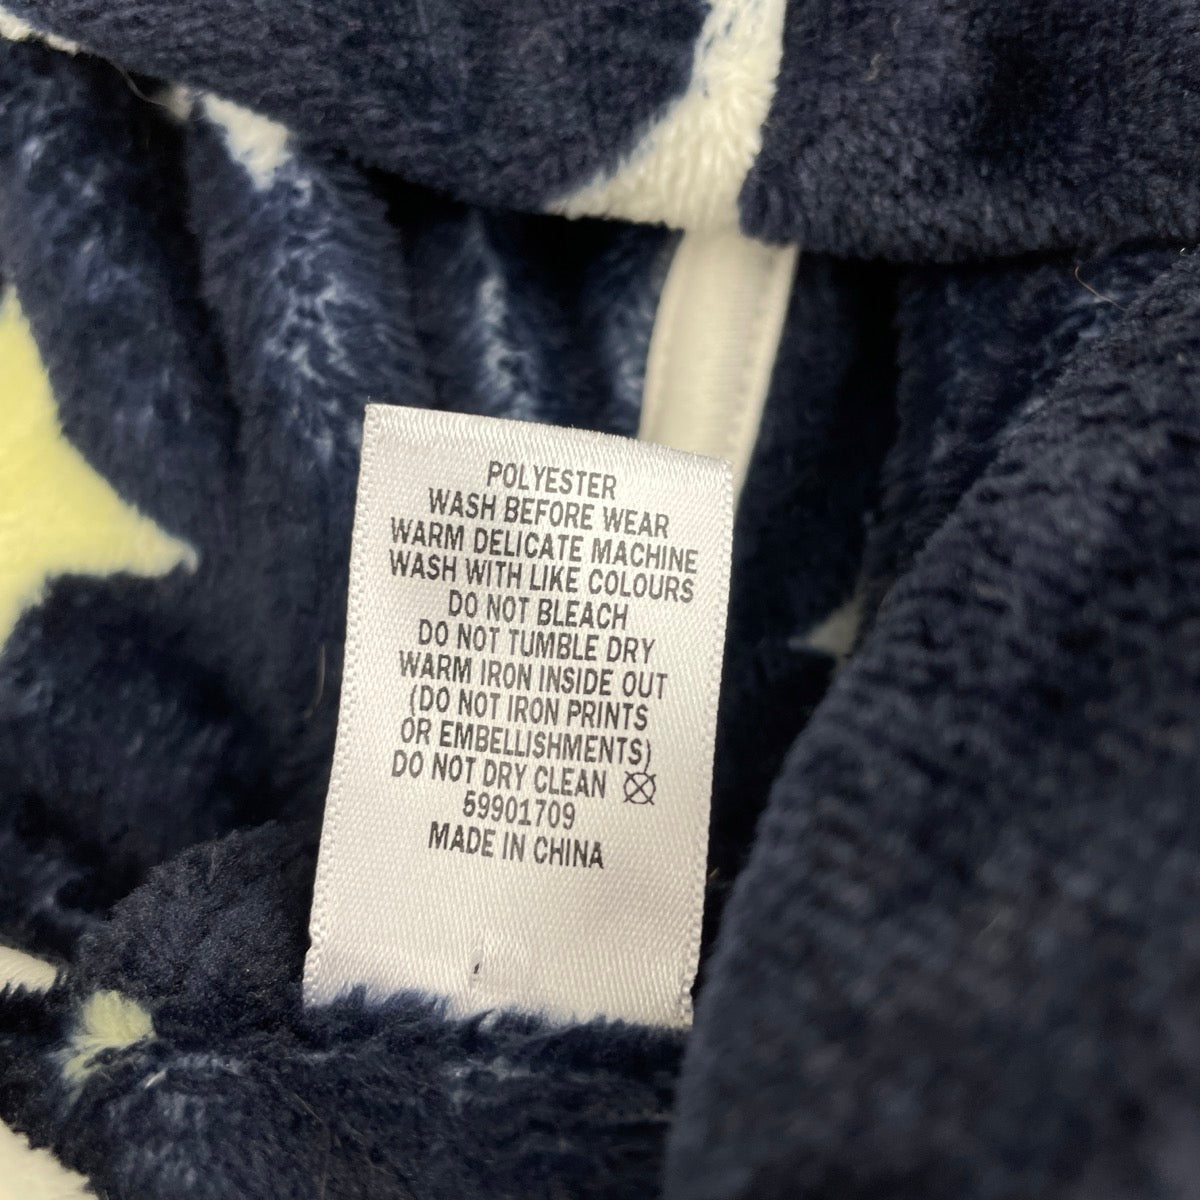 POLYESTER
WASH BEFORE WEAR
WARM DELICATE MACHINE
WASH WITH LIKE COLOURS
DO NOT BLEACH
DO NOT TUMBLE DRY
WARM IRON INSIDE OUT
(DO NOT IRON PRINTS
OR EMBELLISHMENTS)
DO NOT DRY CLEAN
59901709
MADE IN CHINA